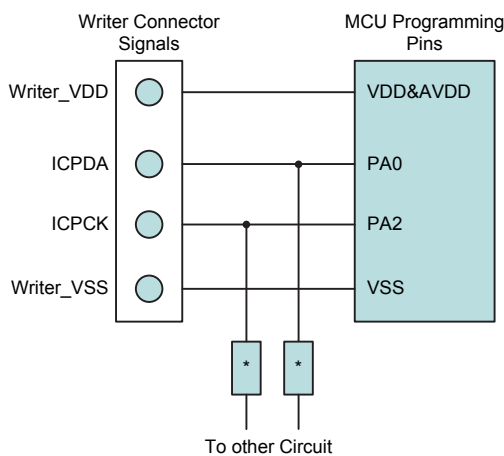 Writer Connector
Signals
MCU Programming
Pins
Writer_VDD
VDD&AVDD
ICPDA
PA0
ICPCK
PA2
Writer_VSS
VSS
*
*
To other Circuit